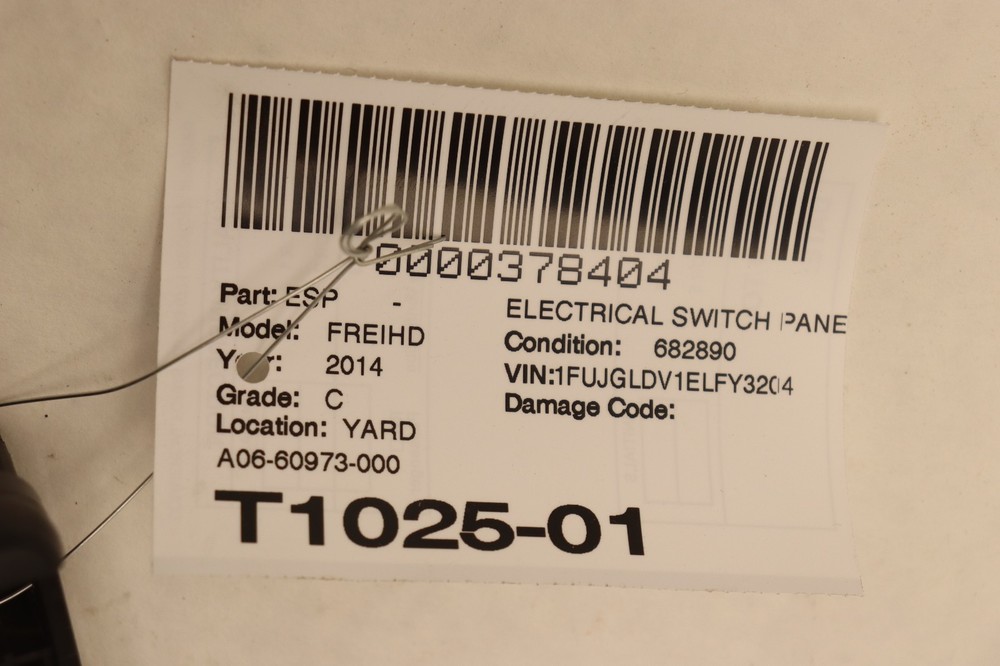 0000378404
Part: ESP - ELECTRICAL SWITCH PANE
Model: FREIHD Condition: 682890
Year: 2014 VIN:1FUJGLDV1ELFY3204
Grade: C Damage Code:
Location: YARD
A06-60973-000
T1025-01